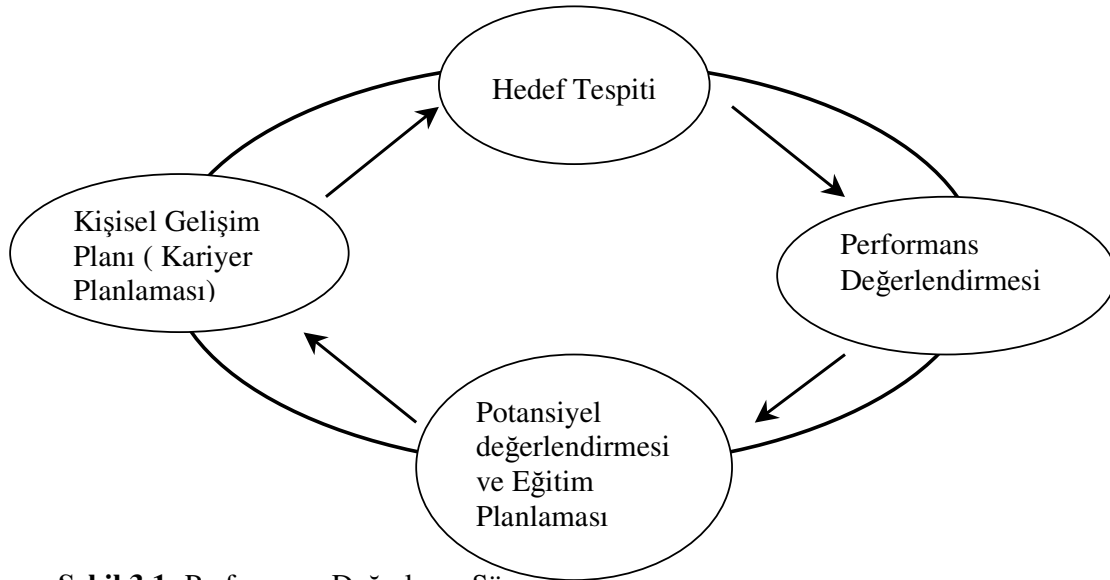 Hedef Tespiti
Kişisel Gelişim
Planı ( Kariyer
Planlaması)
Performans
Değerlendirmesi
Potansiyel
değerlendirmesi
ve Eğitim
Planlaması
Şekil 3.1. Performans